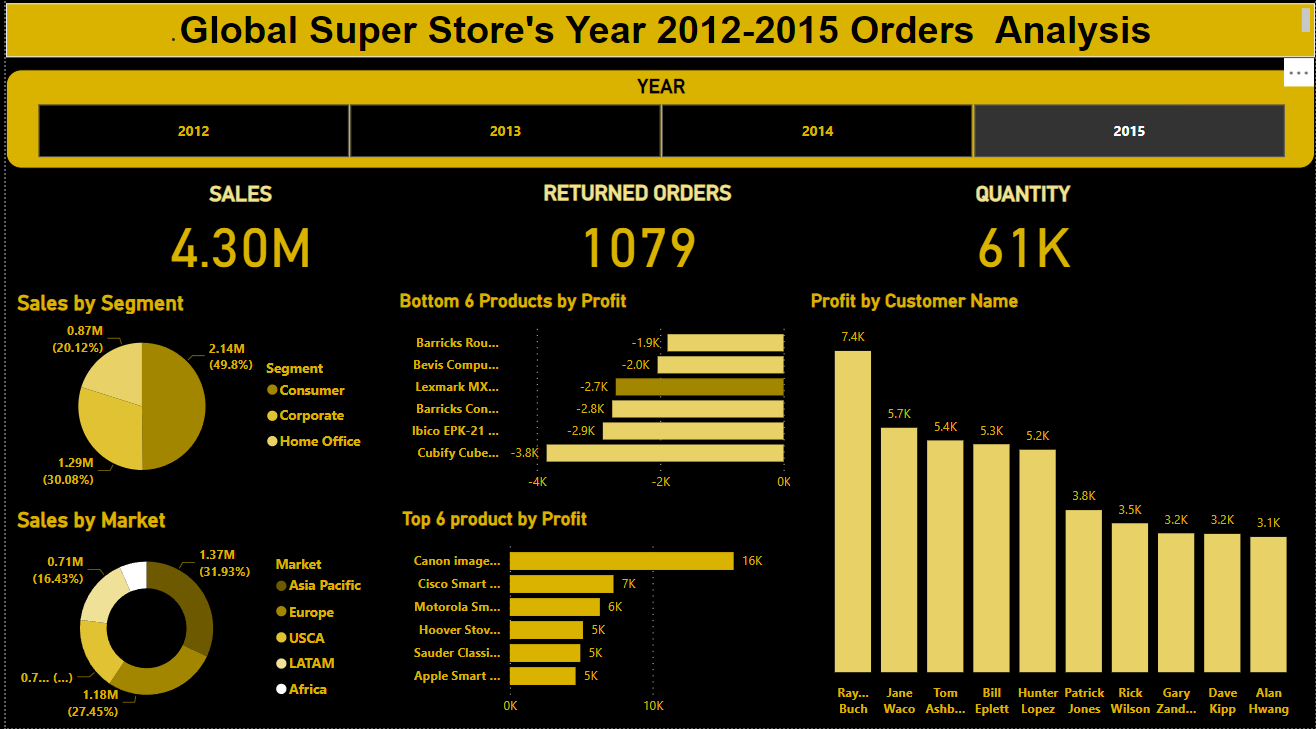 .Global Super Store's Year 2012-2015 Orders  Analysis
...
YEAR
2012 2013 2014 2015
SALES
4.30M
RETURNED ORDERS
1079
QUANTITY
61K
Sales by Segment
0.87M
(20.12%)
2.14M
(49.8%)
1.29M
(30.08%)
Segment
Consumer
Corporate
Home Office
Bottom 6 Products by Profit
Barricks Rou... -1.9K
Bevis Compu... -2.0K
Lexmark MX... -2.7K
Barricks Con... -2.8K
Ibico EPK-21 ... -2.9K
Cubify Cube... -3.8K
-4K -2K 0K
Profit by Customer Name
7.4K
5.7K
5.4K
5.3K
5.2K
3.8K
3.5K
3.2K
3.2K
3.1K
Ray... Jane Tom Bill Hunter Patrick Rick Gary Dave Alan
Buch Waco Ashb... Eplett Lopez Jones Wilson Zand... Kipp Hwang
Sales by Market
0.71M
(16.43%)
1.37M
(31.93%)
0.7... (...)
1.18M
(27.45%)
Market
Asia Pacific
Europe
USCA
LATAM
Africa
Top 6 product by Profit
Canon image... 16K
Cisco Smart ... 7K
Motorola Sm... 6K
Hoover Stov... 5K
Sauder Classi... 5K
Apple Smart ... 5K
0K 10K